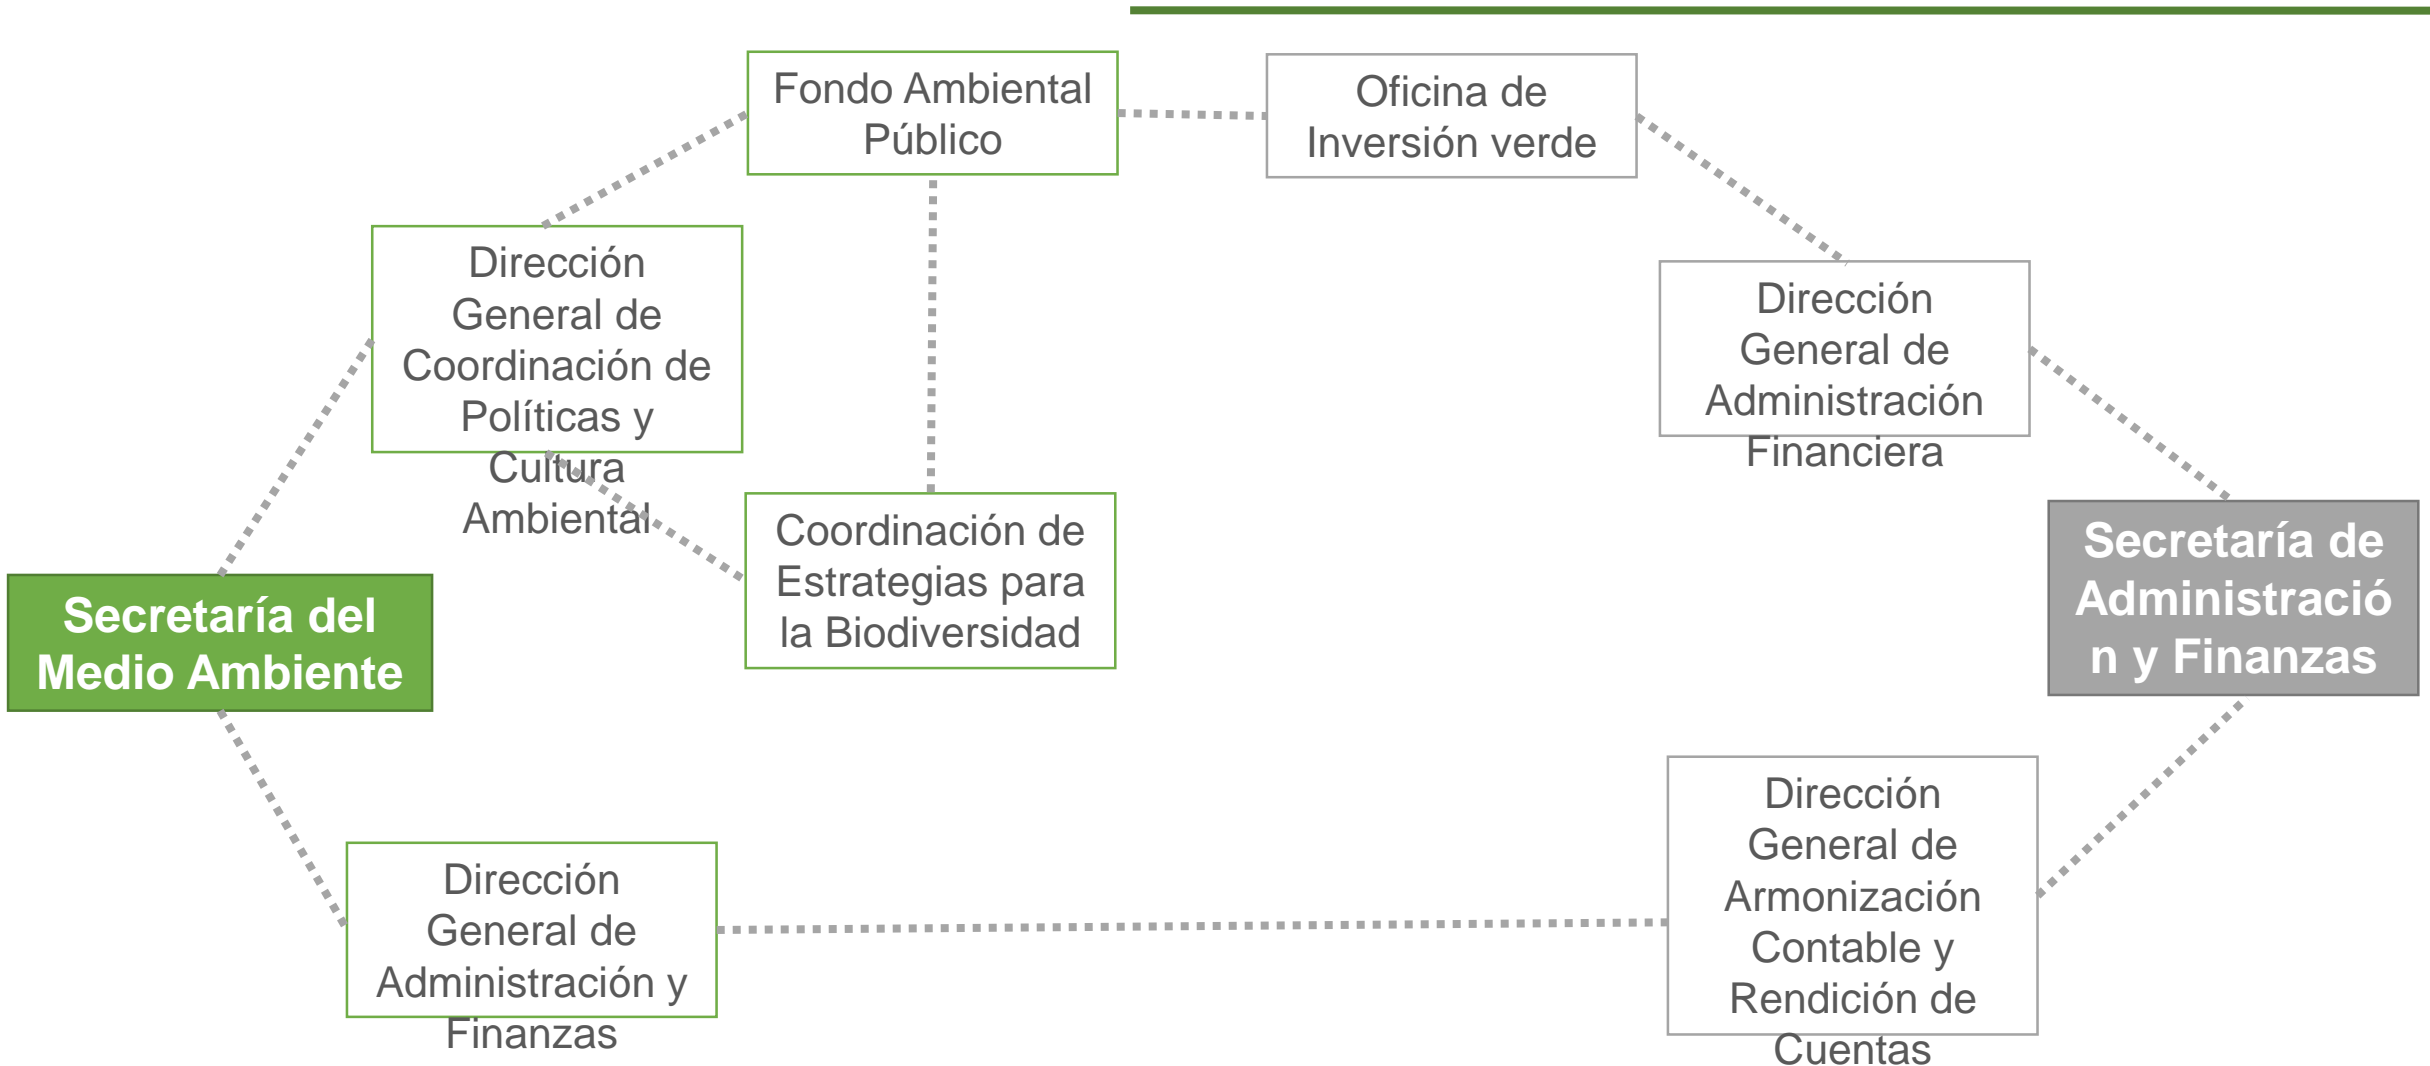 Fondo Ambiental
Público
Oficina de
Inversión verde
Dirección
General de
Coordinación de
Políticas y
Cultura
Ambiental
Dirección
General de
Administración
Financiera
Coordinación de
Estrategias para
la Biodiversidad
Secretaría del
Medio Ambiente
Secretaría de
Administració
n y Finanzas
Dirección
General de
Administración y
Finanzas
Dirección
General de
Armonización
Contable y
Rendición de
Cuentas